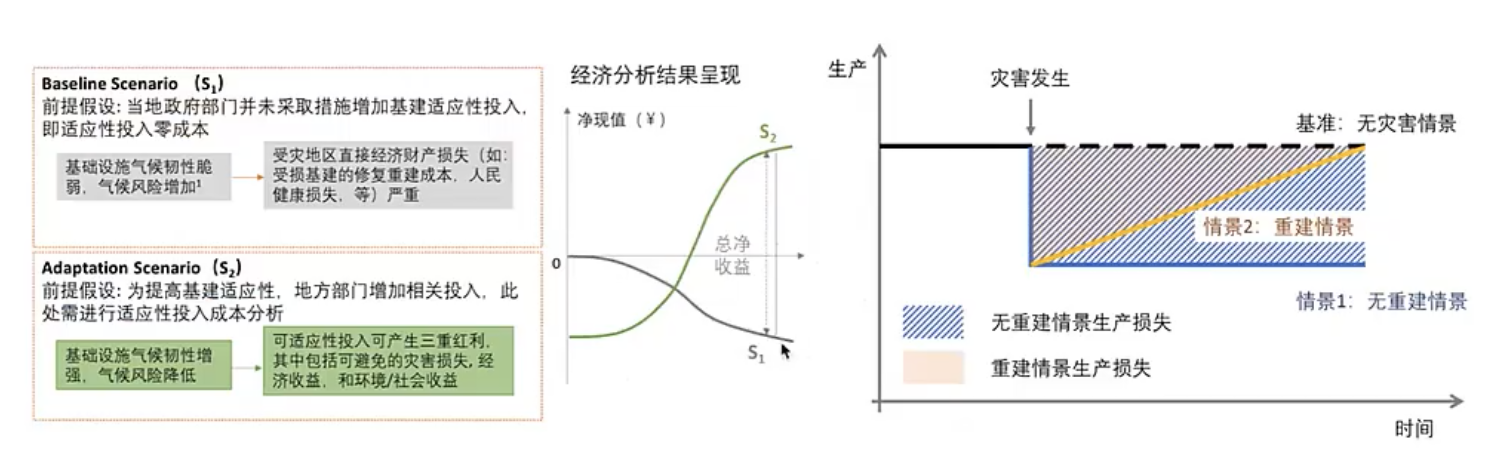 Baseline Scenario （S1）
前提假设: 当地政府部门并未采取措施增加基建适应性投入,
即适应性投入零成本
基础设施气候韧性脆
弱，气候风险增加1
受灾地区直接经济财产损失（如:
受损基建的修复重建成本，人民
健康损失，等）严重
Adaptation Scenario（S2）
前提假设: 为提高基建适应性，地方部门增加相关投入，此
处需进行适应性投入成本分析
基础设施气候韧性增
强，气候风险降低
可适应性投入可产生三重红利，
其中包括可避免的灾害损失, 经
济收益，和环境/社会收益
经济分析结果呈现
净现值（¥）
S2
0
总净
收益
S1
生产
灾害发生
基准：无灾害情景
情景2：重建情景
情景1：无重建情景
无重建情景生产损失
重建情景生产损失
时间